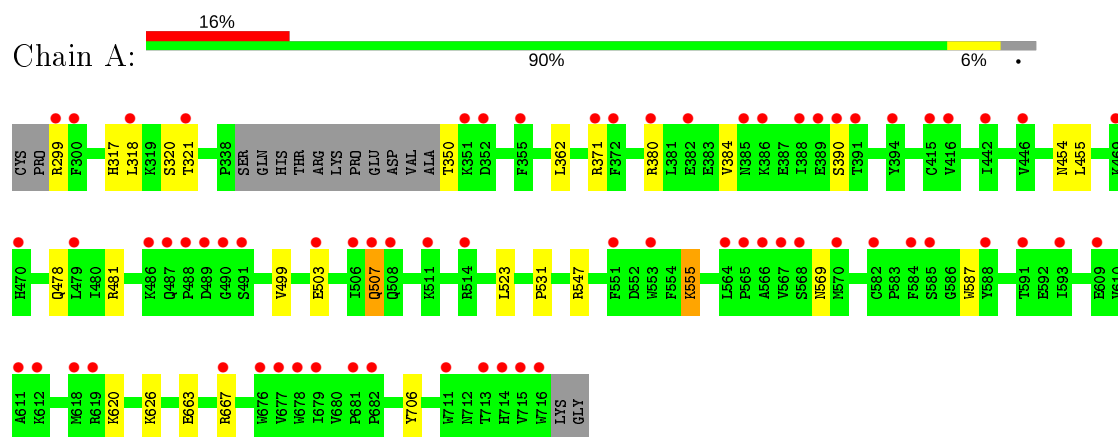 16%
Chain A:
90%
6%
CYS PRO R299 F300 H317 L318 K319 S320 T321 P338 SER GLN HIS THR ARG LYS PRO GLU ASP VAL ALA T350 K351 D352 F355 L362 R371 F372 R380 L381 E382 E383 V384 N385 K386 E387 I388 E389 S390 T391 Y394 C415 V416 I442 V446 N454 L455 K469
H470 Q478 L479 I480 R481 K486 Q487 P488 D489 G490 S491 V499 E503 I506 Q507 Q508 K511 R514 L523 P531 R547 F551 D552 W553 F554 K555 L564 P565 A566 V567 S568 N569 M570 C582 P583 F584 S585 G586 W587 Y588 T591 E592 I593 E609 V610
A611 K612 M618 R619 K620 K626 E663 R667 W676 V677 W678 I679 V680 P681 P682 Y706 W711 N712 T713 H714 V715 W716 LYS GLY